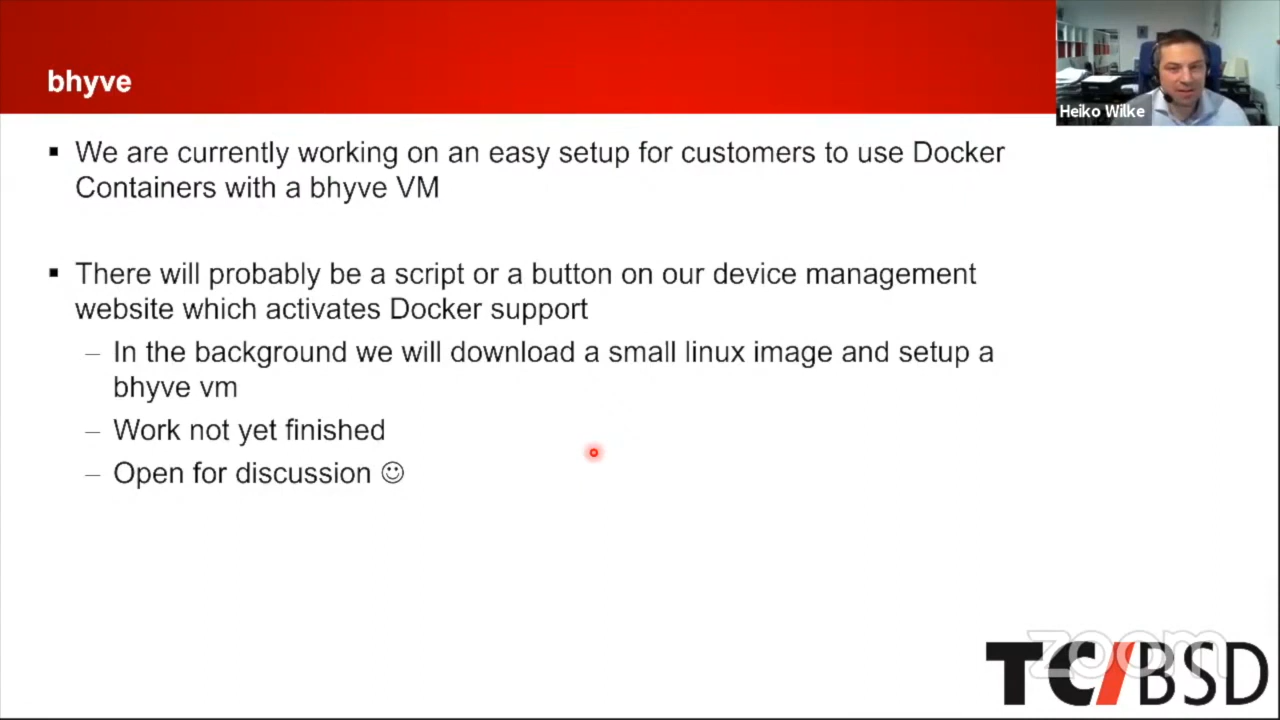 bhyve
Heiko Wilke
▪ We are currently working on an easy setup for customers to use Docker
Containers with a bhyve VM
▪ There will probably be a script or a button on our device management
website which activates Docker support
– In the background we will download a small linux image and setup a
bhyve vm
– Work not yet finished
– Open for discussion ☺
zoom
TC/BSD